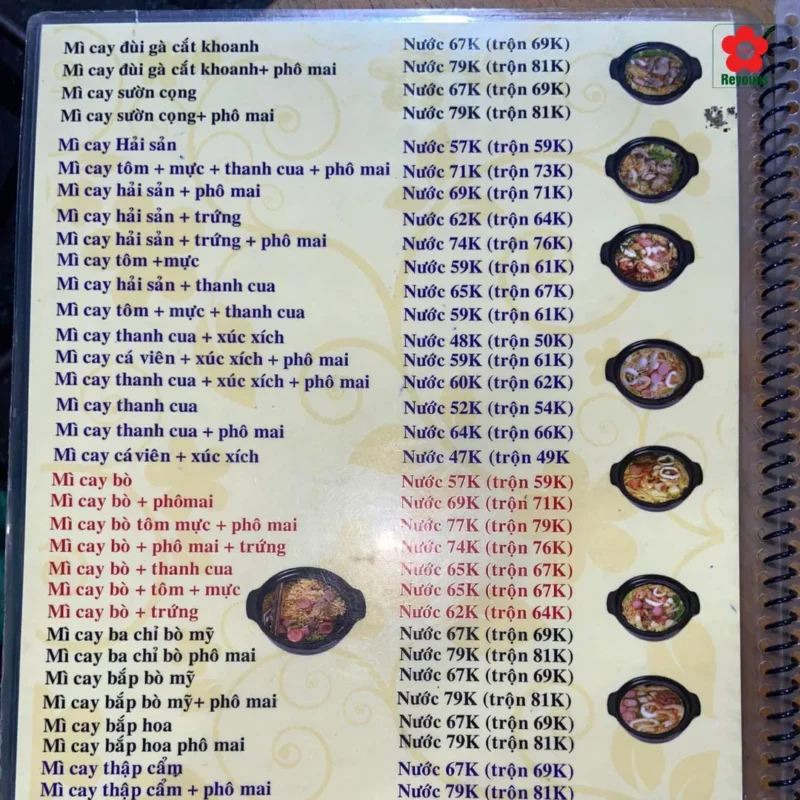 Reyoung
Mì cay đùi gà cắt khoanh Nước 67K (trộn 69K)
Mì cay đùi gà cắt khoanh+ phô mai Nước 79K (trộn 81K)
Mì cay sườn cọng Nước 67K (trộn 69K)
Mì cay sườn cọng+ phô mai Nước 79K (trộn 81K)
Mì cay Hải sản Nước 57K (trộn 59K)
Mì cay tôm + mực + thanh cua + phô mai Nước 71K (trộn 73K)
Mì cay hải sản + phô mai Nước 69K (trộn 71K)
Mì cay hải sản + trứng Nước 62K (trộn 64K)
Mì cay hải sản + trứng + phô mai Nước 74K (trộn 76K)
Mì cay tôm +mực Nước 59K (trộn 61K)
Mì cay hải sản + thanh cua Nước 65K (trộn 67K)
Mì cay tôm + mực + thanh cua Nước 59K (trộn 61K)
Mì cay thanh cua + xúc xích Nước 48K (trộn 50K)
Mì cay cá viên + xúc xích + phô mai Nước 59K (trộn 61K)
Mì cay thanh cua + xúc xích + phô mai Nước 60K (trộn 62K)
Mì cay thanh cua Nước 52K (trộn 54K)
Mì cay thanh cua + phô mai Nước 64K (trộn 66K)
Mì cay cá viên + xúc xích Nước 47K (trộn 49K
Mì cay bò Nước 57K (trộn 59K)
Mì cay bò + phômai Nước 69K (trộn 71K)
Mì cay bò tôm mực + phô mai Nước 77K (trộn 79K)
Mì cay bò + phô mai + trứng Nước 74K (trộn 76K)
Mì cay bò + thanh cua Nước 65K (trộn 67K)
Mì cay bò + tôm + mực Nước 65K (trộn 67K)
Mì cay bò + trứng Nước 62K (trộn 64K)
Mì cay ba chỉ bò mỹ Nước 67K (trộn 69K)
Mì cay ba chỉ bò phô mai Nước 79K (trộn 81K)
Mì cay bắp bò mỹ Nước 67K (trộn 69K)
Mì cay bắp bò mỹ+ phô mai Nước 79K (trộn 81K)
Mì cay bắp hoa Nước 67K (trộn 69K)
Mì cay bắp hoa phô mai Nước 79K (trộn 81K)
Mì cay thập cẩm Nước 67K (trộn 69K)
Mì cay thập cẩm + phô mai Nước 79K (trộn 81K)